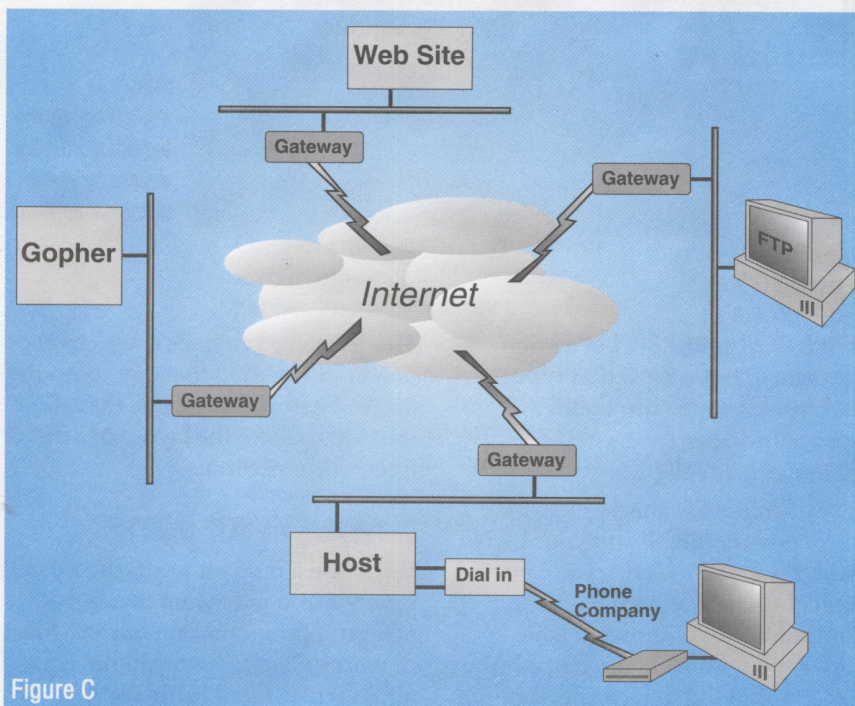 Web Site
Gateway
Gateway
Gopher
FTP
Internet
Gateway
Gateway
Host
Dial in
Phone
Company
Figure C